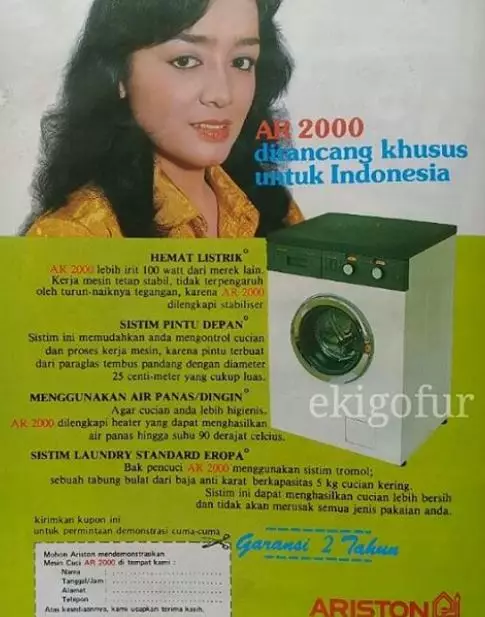 AR 2000
dirancang khusus
untuk Indonesia
HEMAT LISTRIK
AR 2000 lebih irit 100 watt dari merek lain.
Kerja mesin tetap stabil, tidak terpengaruh
oleh turun-naiknya tegangan, karena AR 2000
dilengkapi stabiliser
SISTIM PINTU DEPAN
Sistim ini memudahkan anda mengontrol cucian
dan proses kerja mesin, karena pintu terbuat
dari paraglas tembus pandang dengan diameter
25 centi-meter yang cukup luas.
MENGGUNAKAN AIR PANAS/DINGIN
Agar cucian anda lebih higienis.
AR 2000 dilengkapi heater yang dapat menghasilkan
air panas hingga suhu 90 derajat celcius.
SISTIM LAUNDRY STANDARD EROPA
Bak pencuci AR 2000 menggunakan sistim tromol;
sebuah tabung bulat dari baja anti karat berkapasitas 5 kg cucian kering.
Sistim ini dapat menghasilkan cucian lebih bersih
dan tidak akan merusak semua jenis pakaian anda.
ekigofur
kirimkan kupon ini
untuk permintaan demonstrasi cuma-cuma
Garansi 2 Tahun
Mohon Ariston mendemonstrasikan
Mesin Cuci AR 2000 di tempat kami :
Nama :
Tanggal/Jam :
Alamat :
Telepon :
Atas kesediaannya, kami ucapkan terima kasih.
ARISTON